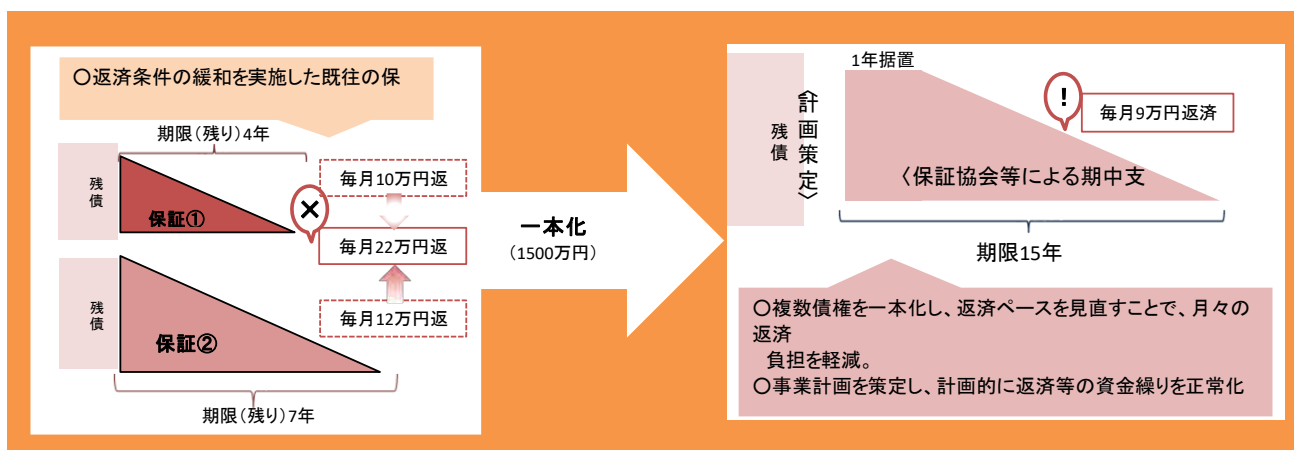 〇返済条件の緩和を実施した既往の保
期限（残り）4年
残債
保証①
毎月10万円返
×
毎月22万円返
残債
保証②
毎月12万円返
期限（残り）7年
一本化
（1500万円）
1年据置
残債
〈計画策定〉
!
毎月9万円返済
〈保証協会等による期中支
期限15年
〇複数債権を一本化し、返済ペースを見直すことで、月々の
返済
負担を軽減。
〇事業計画を策定し、計画的に返済等の資金繰りを正常化